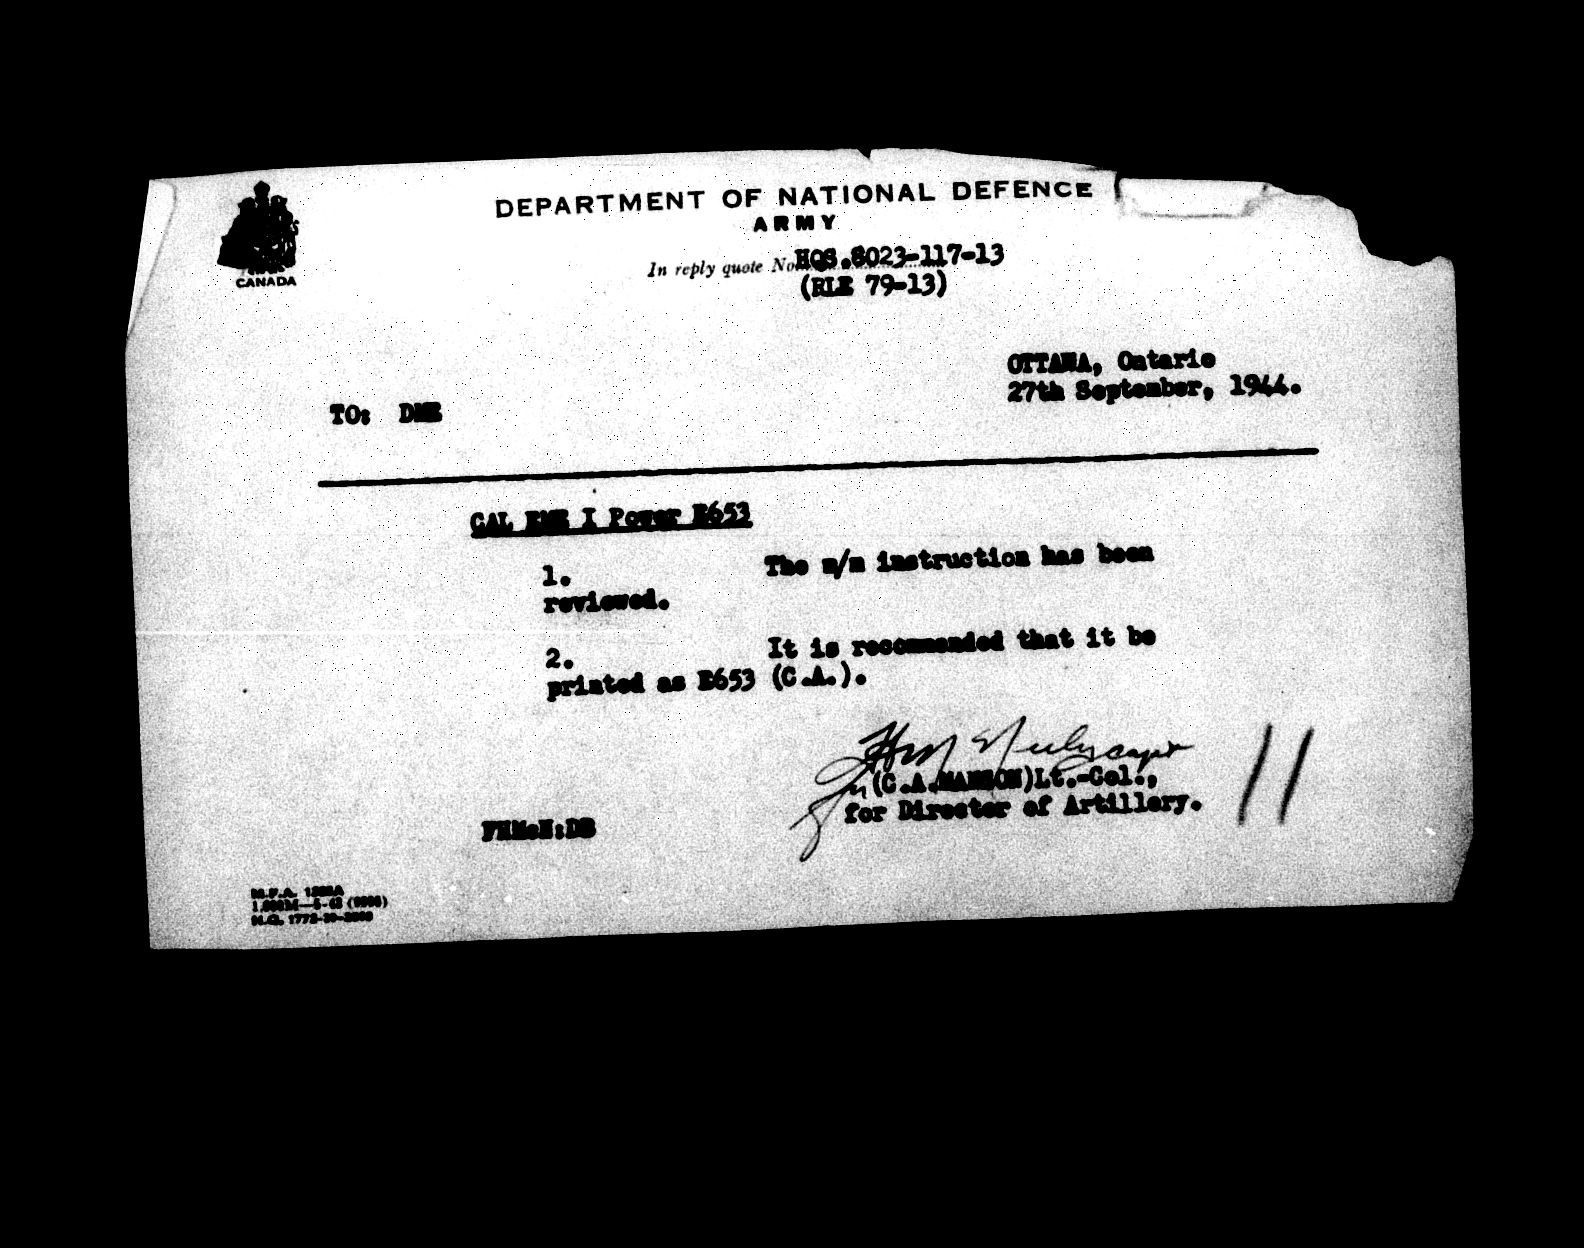 DEPARTMENT OF NATIONAL DEFENCE
ARMY
CANADA
In reply quote No. HQS.8023-117-13
(RLE 79-13)
OTTAWA, Ontario
27th September, 1944.
TO: DME
CAL EME I Power E653
1. The m/n instruction has been
reviewed.
2. It is recommended that it be
printed as E653 (C.A.).
(C.A.MANSON)Lt.-Col.,
for Director of Artillery.
11
M.F.A.